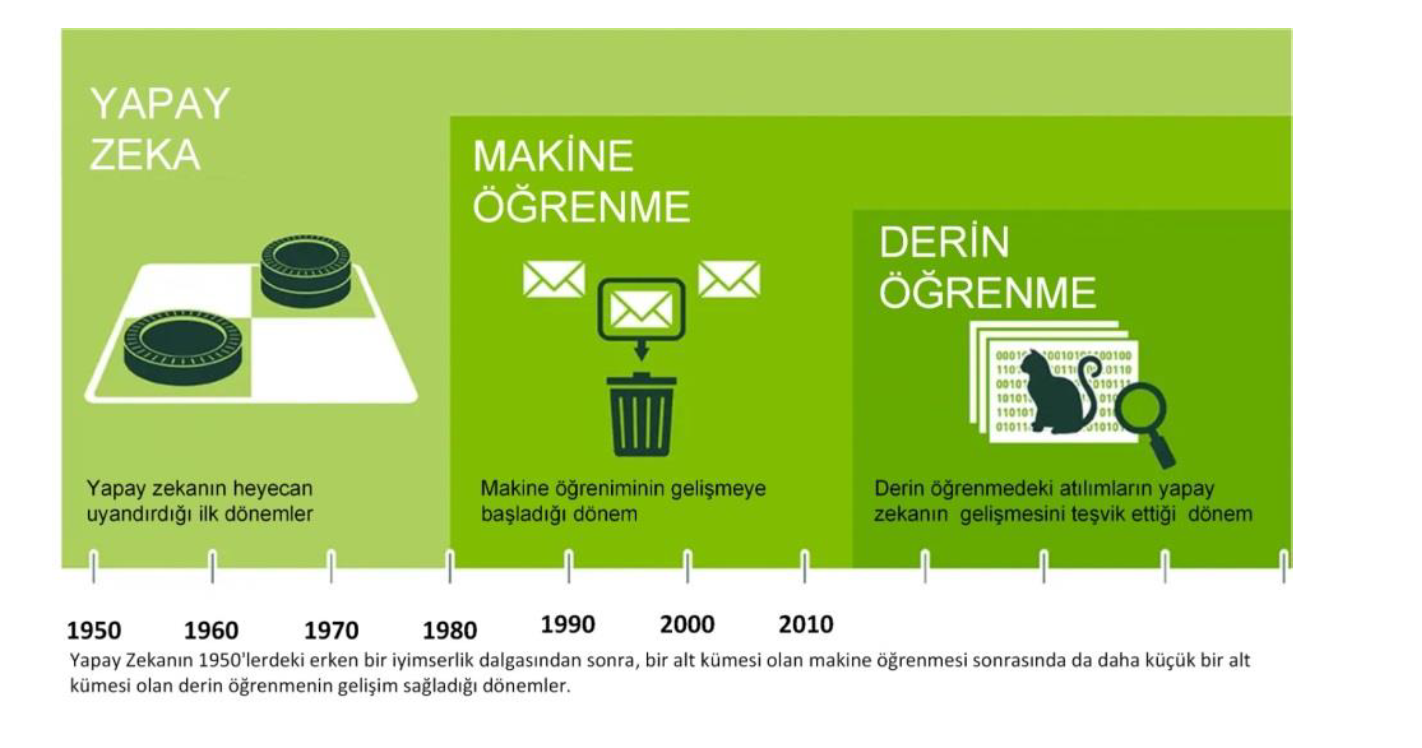 YAPAY
ZEKA
MAKİNE
ÖĞRENME
DERİN
ÖĞRENME
Yapay zekanın heyecan
uyandırdığı ilk dönemler
Makine öğreniminin gelişmeye
başladığı dönem
Derin öğrenmedeki atılımların yapay
zekanın gelişmesini teşvik ettiği dönem
1950 1960 1970 1980 1990 2000 2010
Yapay Zekanın 1950'lerdeki erken bir iyimserlik dalgasından sonra, bir alt kümesi olan makine öğrenmesi sonrasında da daha küçük bir alt
kümesi olan derin öğrenmenin gelişim sağladığı dönemler.